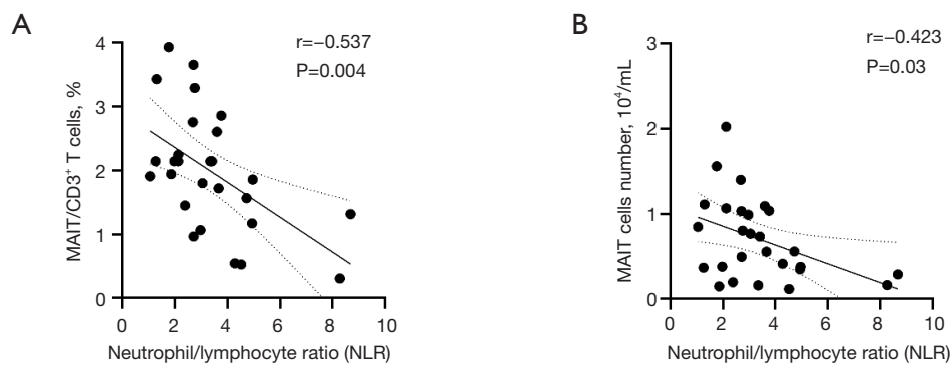 A
r=−0.537
P=0.004
MAIT/CD3⁺ T cells, %
4
3
2
1
0
0 2 4 6 8 10
Neutrophil/lymphocyte ratio (NLR)
B
r=−0.423
P=0.03
MAIT cells number, 10⁴/mL
3
2
1
0
0 2 4 6 8 10
Neutrophil/lymphocyte ratio (NLR)